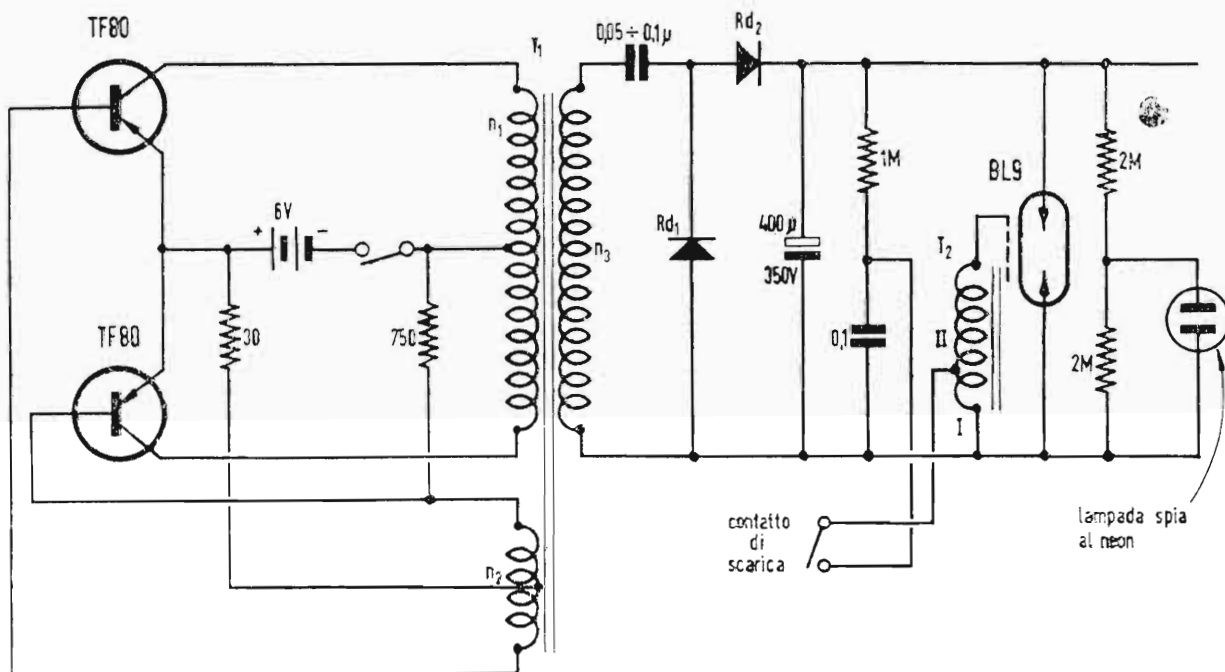 TF80
T₁
0,05 ÷ 0,1µ
Rd₂
n₁
1M
2M
BL9
6V
+
−
Rd₁
400 µ
350V
n₃
T₂
TF80
30
750
0,1
II
2M
I
contatto
di
scarica
lampada spia
al neon
n₂